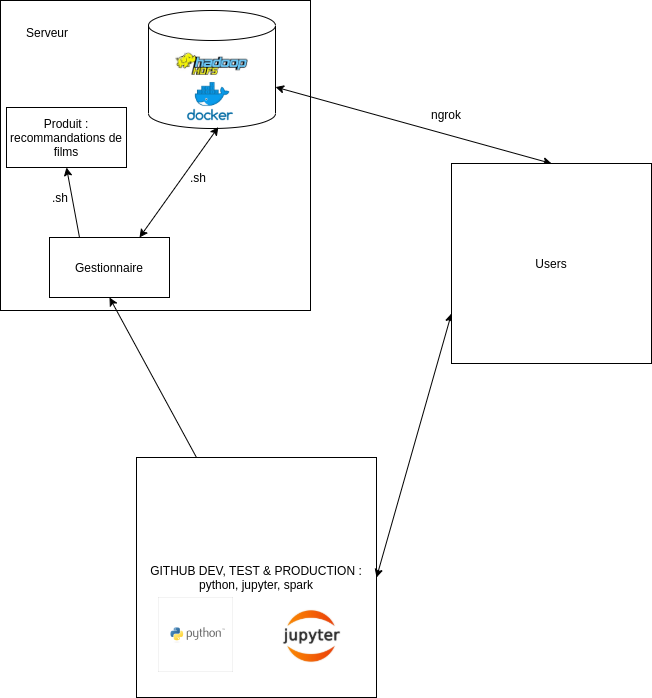 Serveur
hadoop
HDFS
docker
ngrok
Produit :
recommandations de
films
.sh
.sh
Gestionnaire
Users
GITHUB DEV, TEST & PRODUCTION :
python, jupyter, spark
python™
jupyter